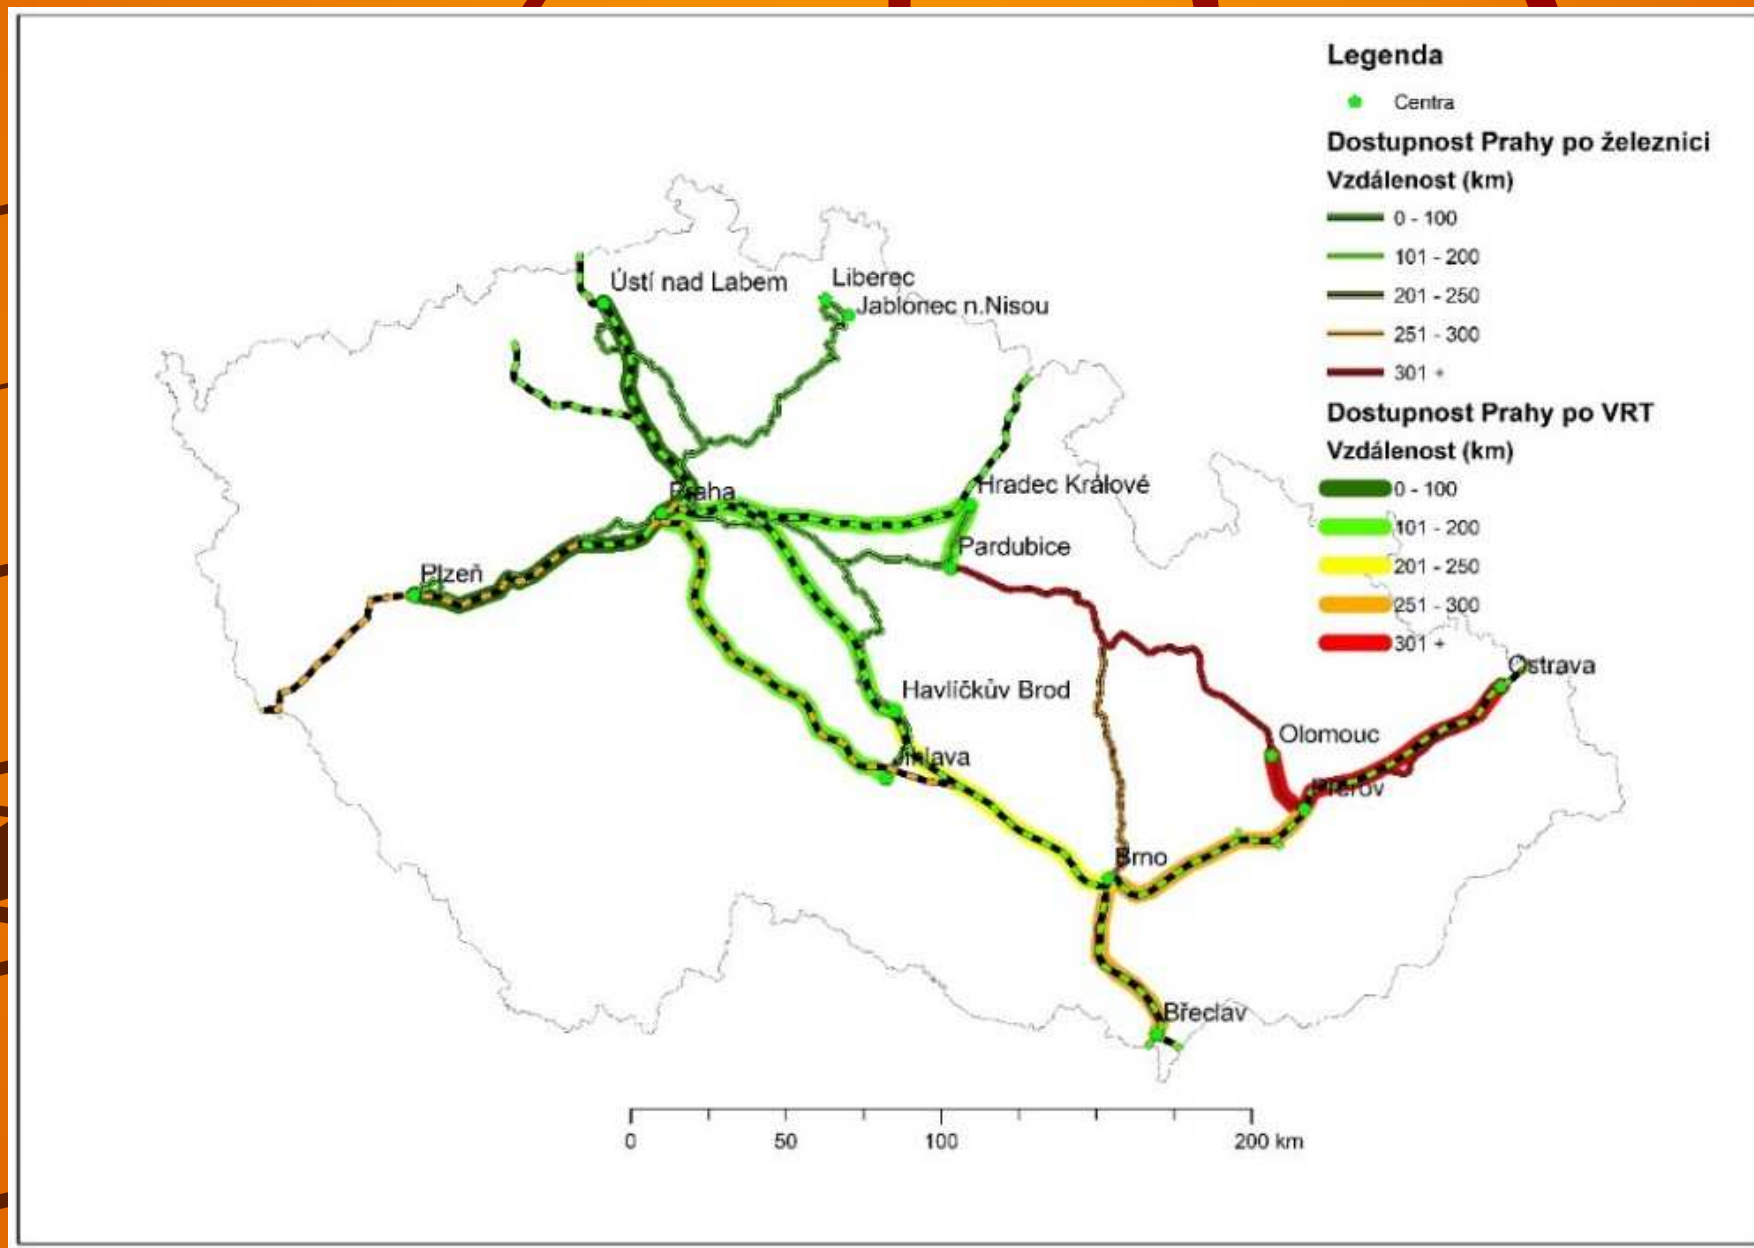 Legenda
Centra
Dostupnost Prahy po železnici
Vzdálenost (km)
0 - 100
101 - 200
201 - 250
251 - 300
301 +
Dostupnost Prahy po VRT
Vzdálenost (km)
0 - 100
101 - 200
201 - 250
251 - 300
301 +
Ústí nad Labem
Liberec
Jablonec n.Nisou
Praha
Hradec Králové
Pardubice
Plzeň
Havlíčkův Brod
Jihlava
Ostrava
Olomouc
Přerov
Brno
Břeclav
0 50 100 200 km